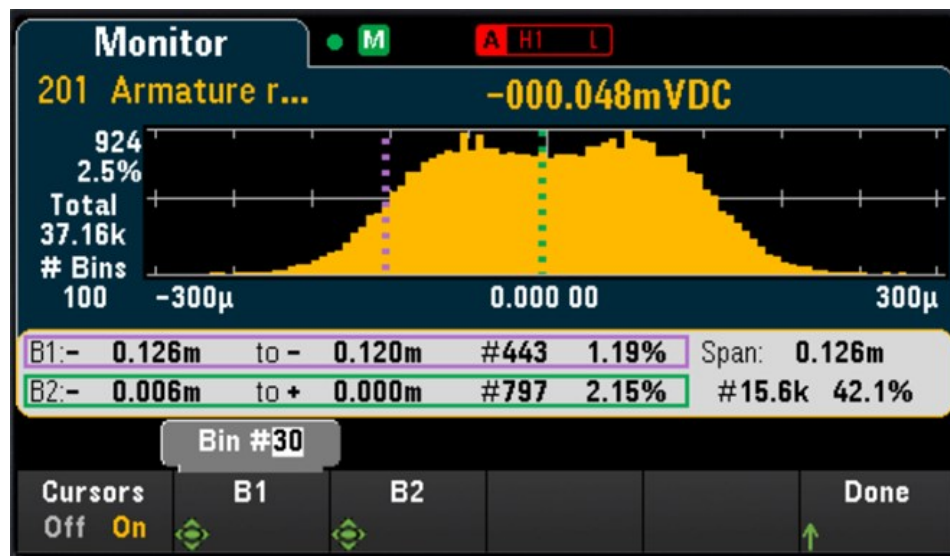 Monitor M A H1 L
201 Armature r... -000.048mVDC
924
2.5%
Total
37.16k
# Bins
100 -300µ 0.000 00 300µ
B1:- 0.126m to - 0.120m #443 1.19% Span: 0.126m
B2:- 0.006m to + 0.000m #797 2.15% #15.6k 42.1%
Bin #30
Cursors B1 B2 Done
Off On